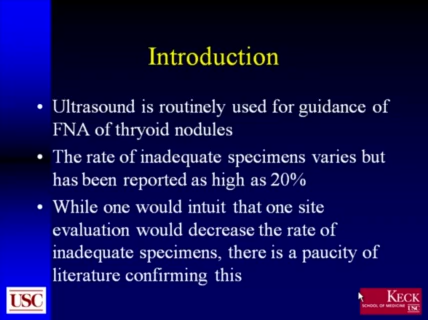 Introduction
• Ultrasound is routinely used for guidance of
FNA of thryoid nodules
• The rate of inadequate specimens varies but
has been reported as high as 20%
• While one would intuit that one site
evaluation would decrease the rate of
inadequate specimens, there is a paucity of
literature confirming this
USC
KECK
SCHOOL OF MEDICINE USC